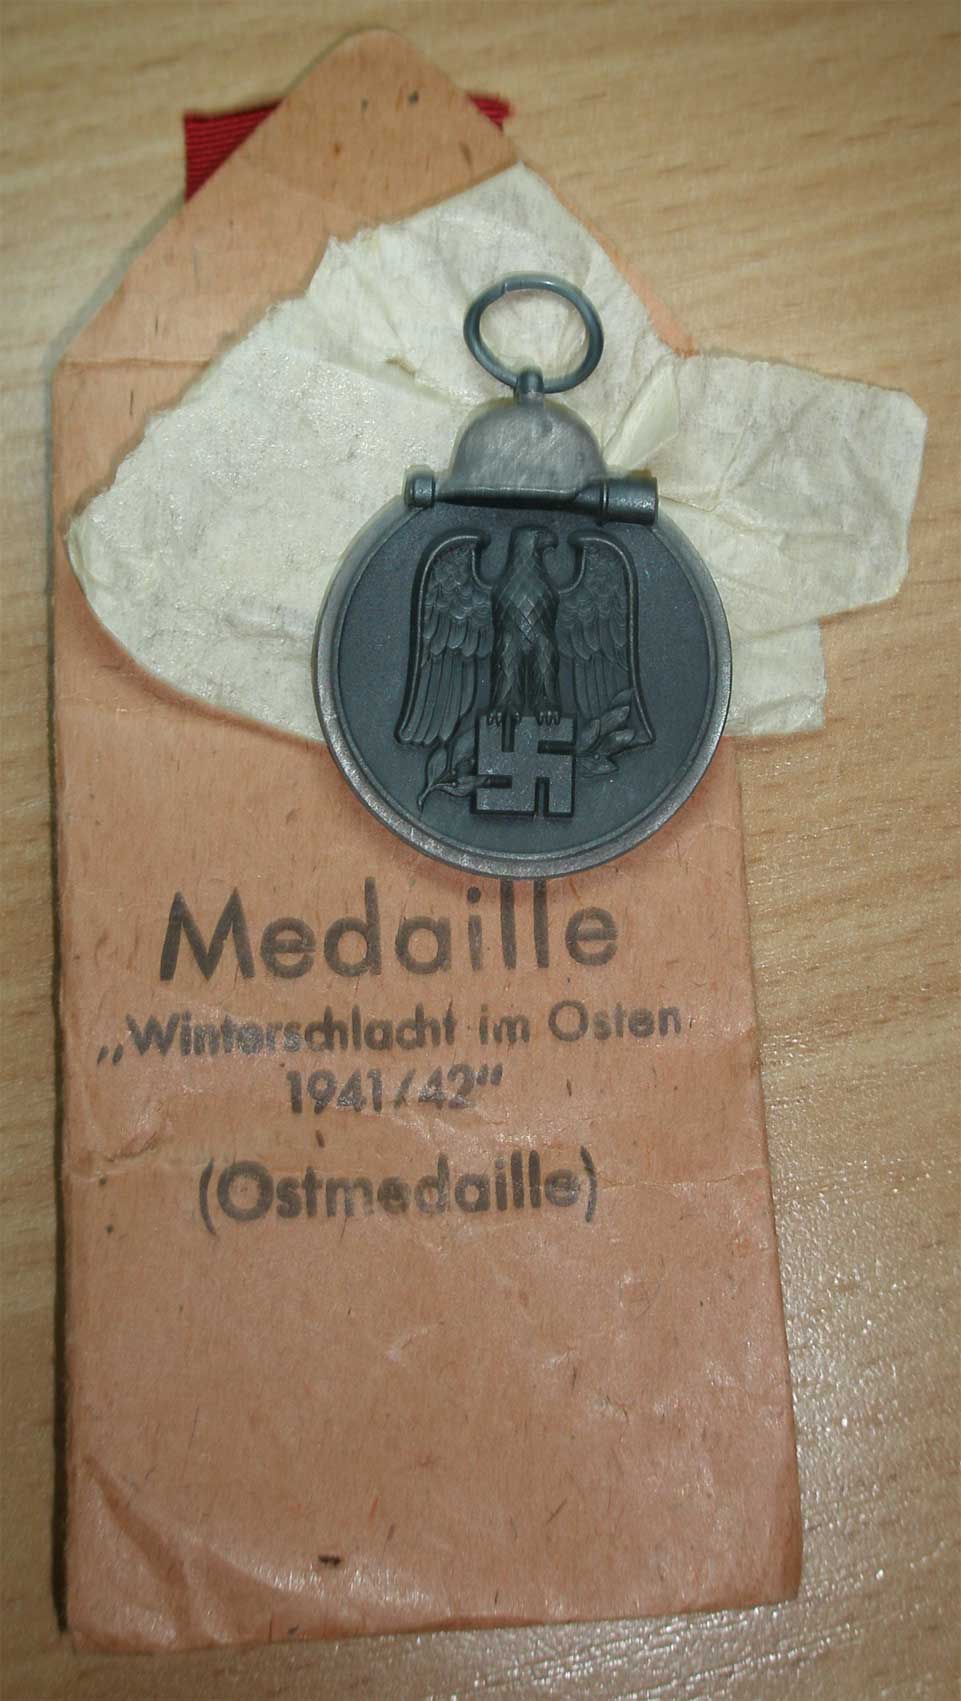 Medaille
„Winterschlacht im Osten
1941/42“
(Ostmedaille)